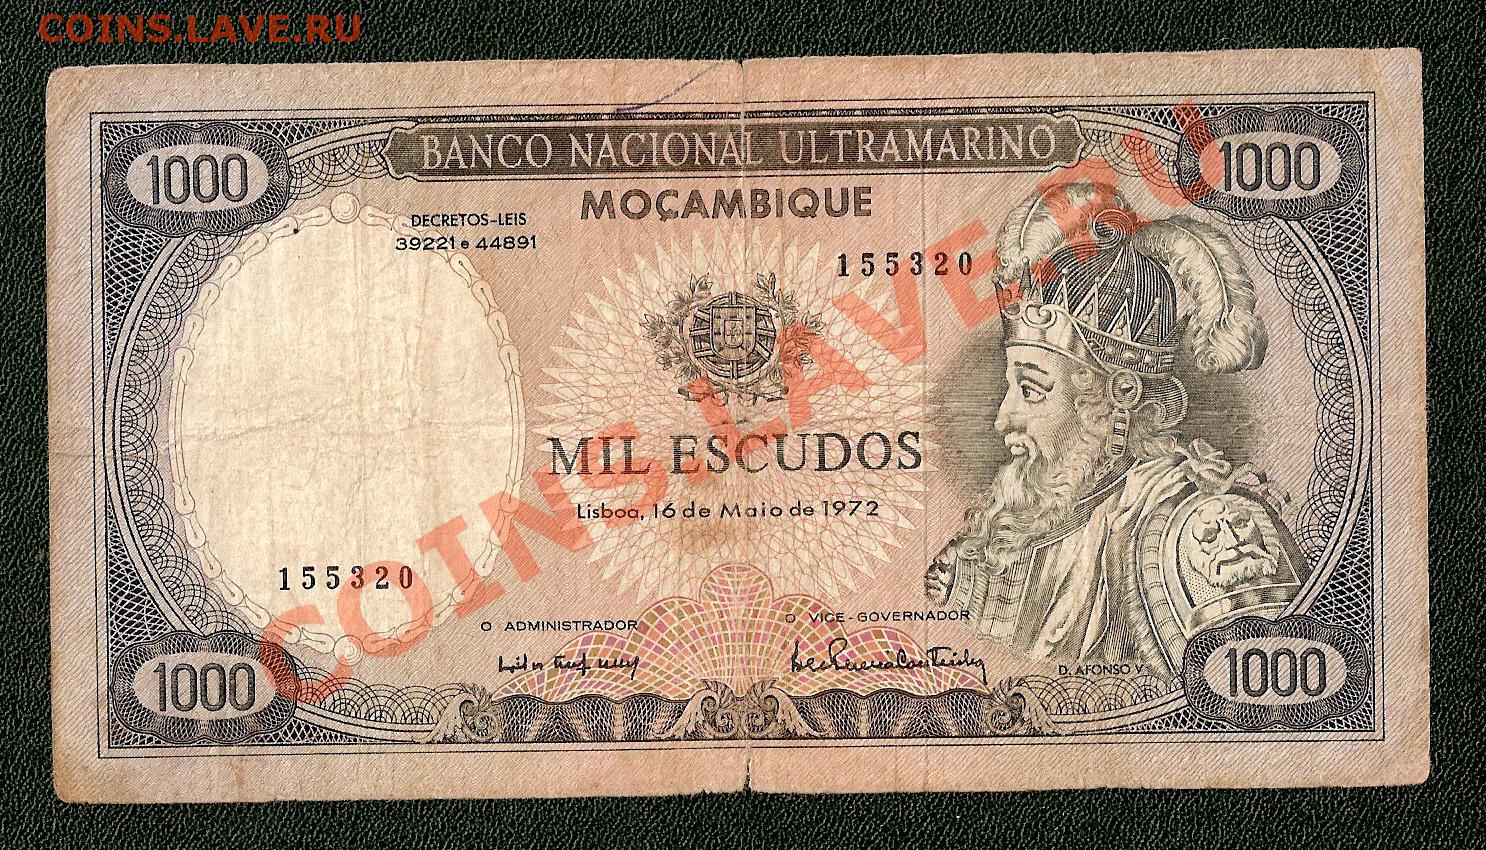 COINS.LAVE.RU
BANCO NACIONAL ULTRAMARINO
1000
1000
MOÇAMBIQUE
DECRETOS-LEIS
39221 e 44891
155320
MIL ESCUDOS
Lisboa, 16 de Maio de 1972
155320
O ADMINISTRADOR
O VICE-GOVERNADOR
D. AFONSO V
1000
1000
COINS.LAVE.RU